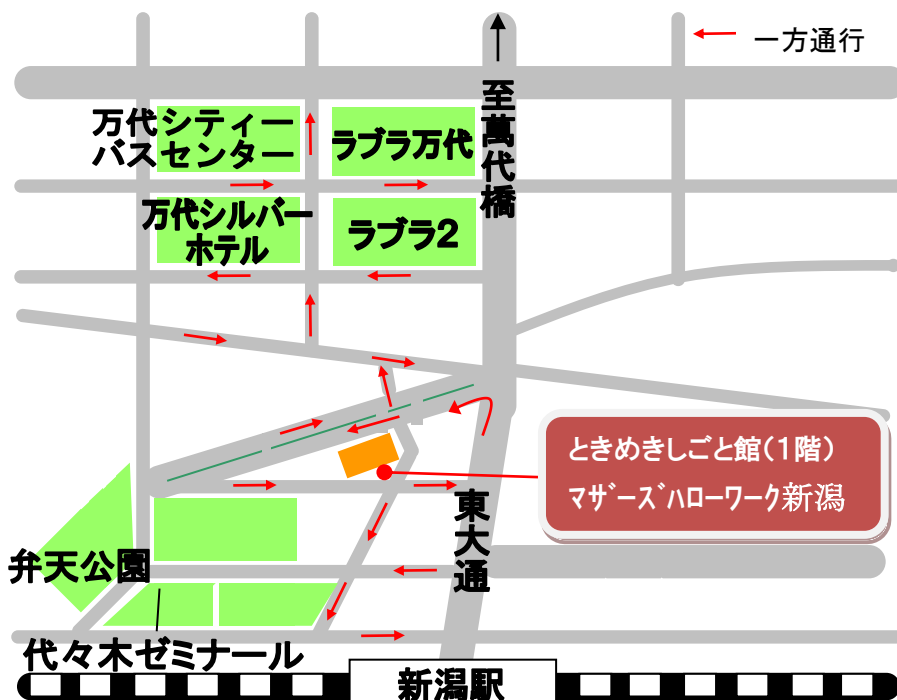 一方通行
至萬代橋
万代シティー
バスセンター
ラブラ万代
万代シルバー
ホテル
ラブラ2
ときめきしごと館(1階)
マザーズハローワーク新潟
東大通
弁天公園
代々木ゼミナール
新潟駅